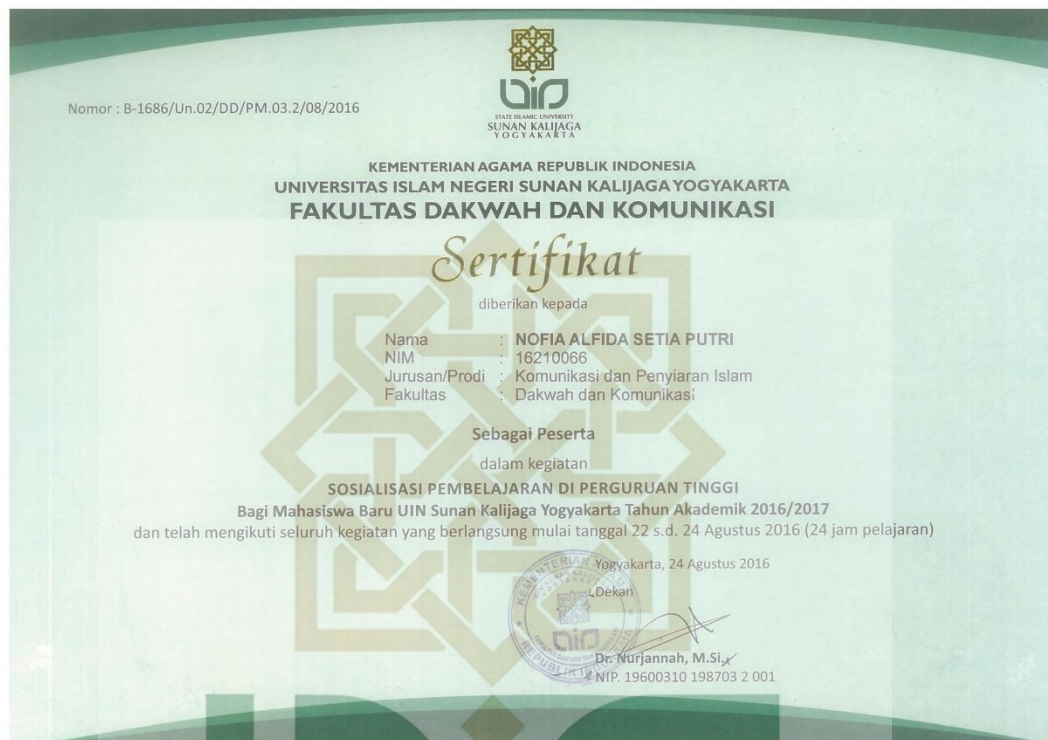 Nomor : B-1686/Un.02/DD/PM.03.2/08/2016
STATE ISLAMIC UNIVERSITY
SUNAN KALIJAGA
YOGYAKARTA
KEMENTERIAN AGAMA REPUBLIK INDONESIA
UNIVERSITAS ISLAM NEGERI SUNAN KALIJAGA YOGYAKARTA
FAKULTAS DAKWAH DAN KOMUNIKASI
Sertifikat
diberikan kepada
Nama : NOFIA ALFIDA SETIA PUTRI
NIM : 16210066
Jurusan/Prodi : Komunikasi dan Penyiaran Islam
Fakultas : Dakwah dan Komunikasi
Sebagai Peserta
dalam kegiatan
SOSIALISASI PEMBELAJARAN DI PERGURUAN TINGGI
Bagi Mahasiswa Baru UIN Sunan Kalijaga Yogyakarta Tahun Akademik 2016/2017
dan telah mengikuti seluruh kegiatan yang berlangsung mulai tanggal 22 s.d. 24 Agustus 2016 (24 jam pelajaran)
Yogyakarta, 24 Agustus 2016
Dekan
Dr. Nurjannah, M.Si.
NIP. 19600310 198703 2 001
KEMENTERIAN
REPUBLIK